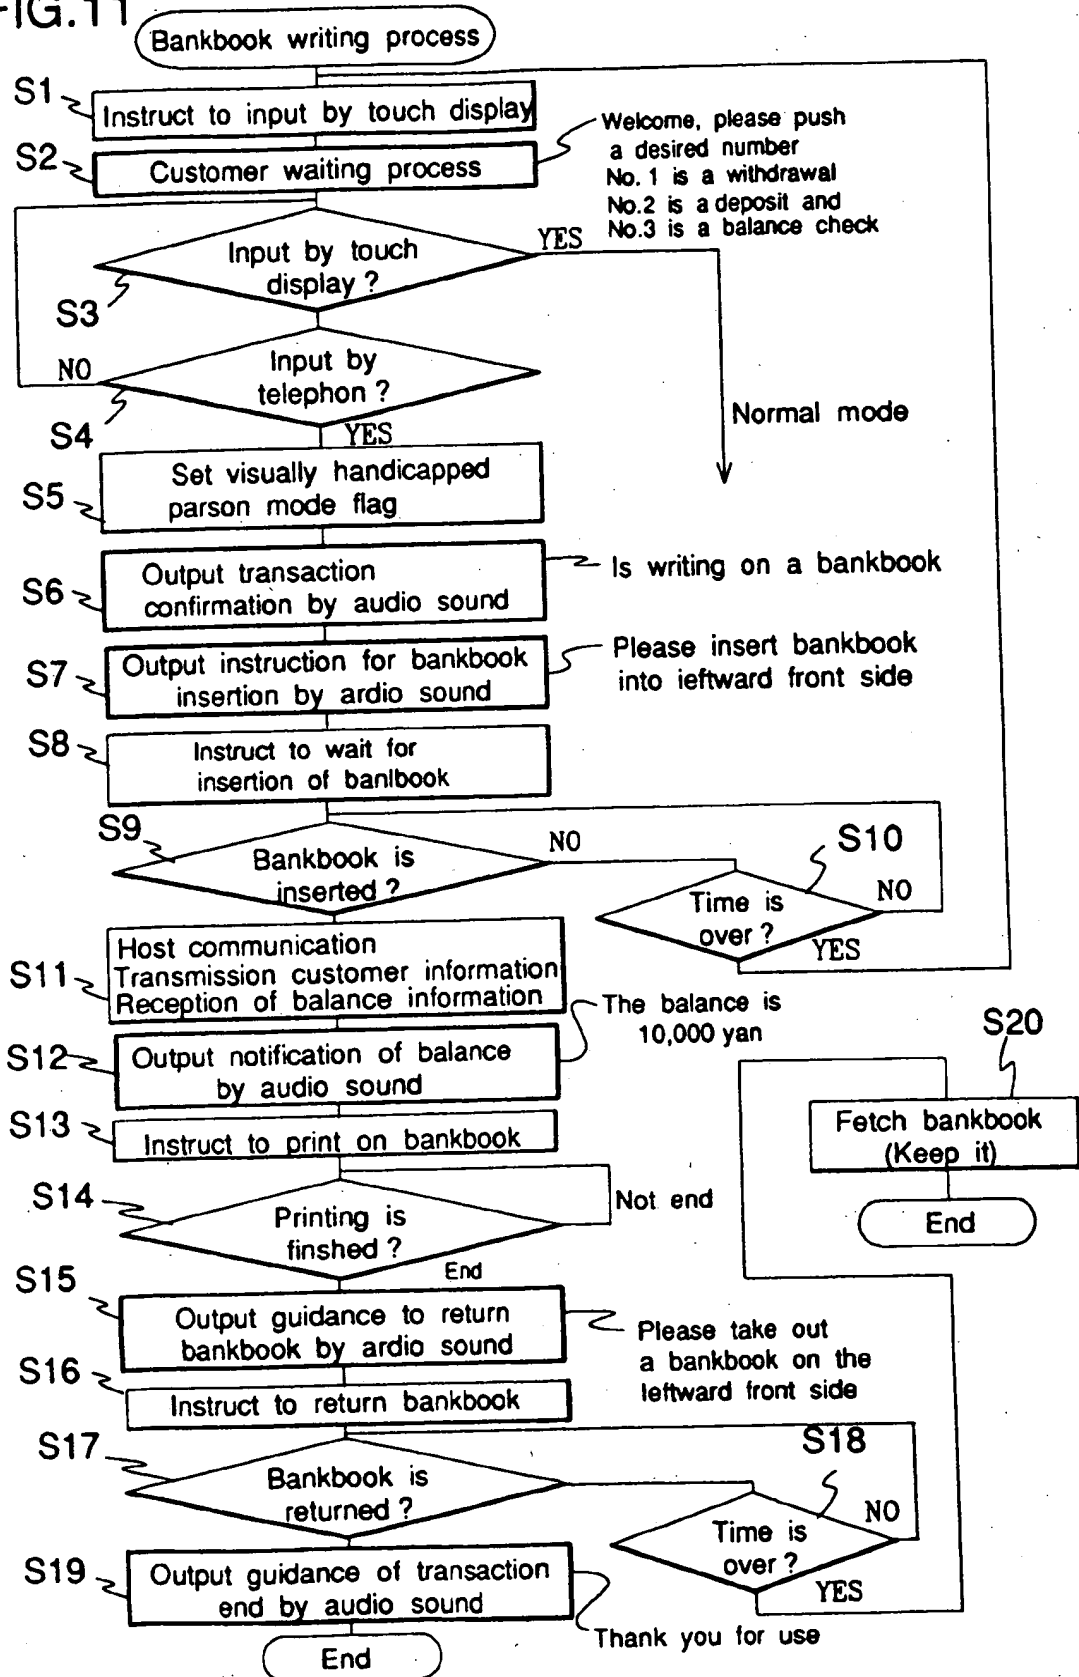 FIG.11
Bankbook writing process
S1
Instruct to input by touch display
S2
Customer waiting process
Welcome, please push
a desired number
No. 1 is a withdrawal
No.2 is a deposit and
No.3 is a balance check
Input by touch
display ?
YES
S3
Input by
telephon ?
NO
S4
YES
Normal mode
S5
Set visually handicapped
parson mode flag
S6
Output transaction
confirmation by audio sound
Is writing on a bankbook
S7
Output instruction for bankbook
insertion by ardio sound
Please insert bankbook
into ieftward front side
S8
Instruct to wait for
insertion of banlbook
S9
Bankbook is
inserted ?
NO
S10
Time is
over ?
NO
YES
S11
Host communication
Transmission customer information
Reception of balance information
S12
Output notification of balance
by audio sound
The balance is
10,000 yan
S13
Instruct to print on bankbook
S14
Printing is
finshed ?
Not end
End
S15
Output guidance to return
bankbook by ardio sound
Please take out
a bankbook on the
leftward front side
S16
Instruct to return bankbook
S17
Bankbook is
returned ?
S18
Time is
over ?
NO
YES
S19
Output guidance of transaction
end by audio sound
Thank you for use
End
S20
Fetch bankbook
(Keep it)
End